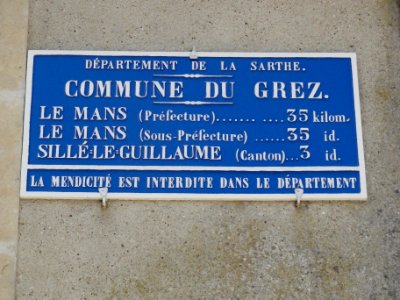 DÉPARTEMENT DE LA SARTHE.
COMMUNE DU GREZ.
LE MANS (Préfecture)....... .... 35 kilom.
LE MANS (Sous-Préfecture) ...... 35 id.
SILLÉ-LE-GUILLAUME (Canton)...3 id.
LA MENDICITÉ EST INTERDITE DANS LE DÉPARTEMENT